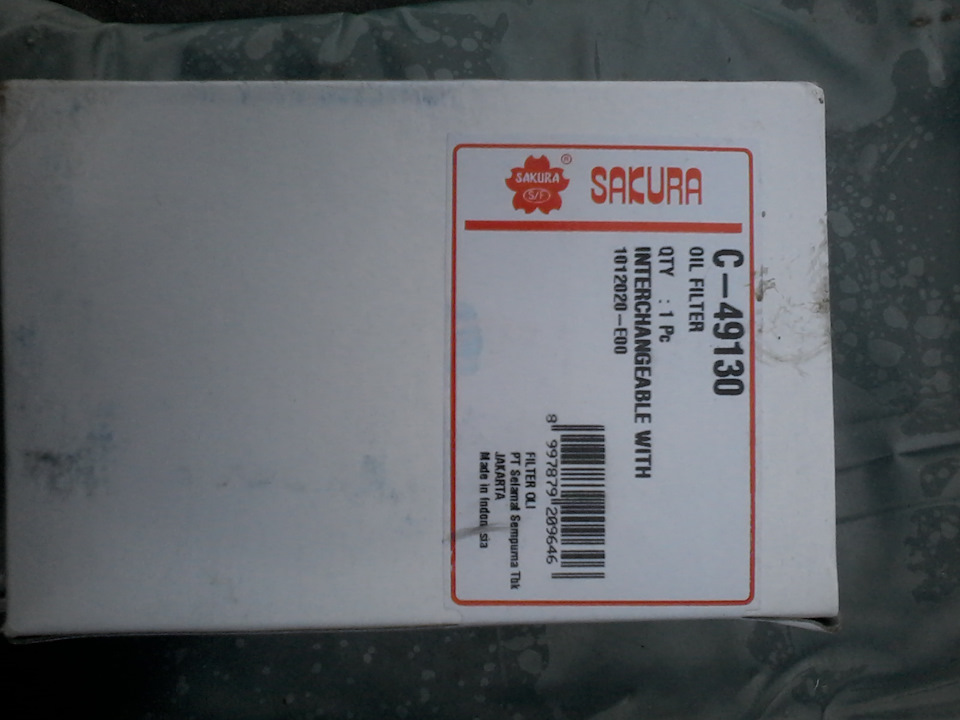 SAKURA
S/F
®
SAKURA
C-49130
OIL FILTER
QTY : 1 Pc
INTERCHANGEABLE WITH
1012020-E00
8 997879 209646
FILTER OLI
PT Selamat Sempurna Tbk
JAKARTA
Made in Indonesia